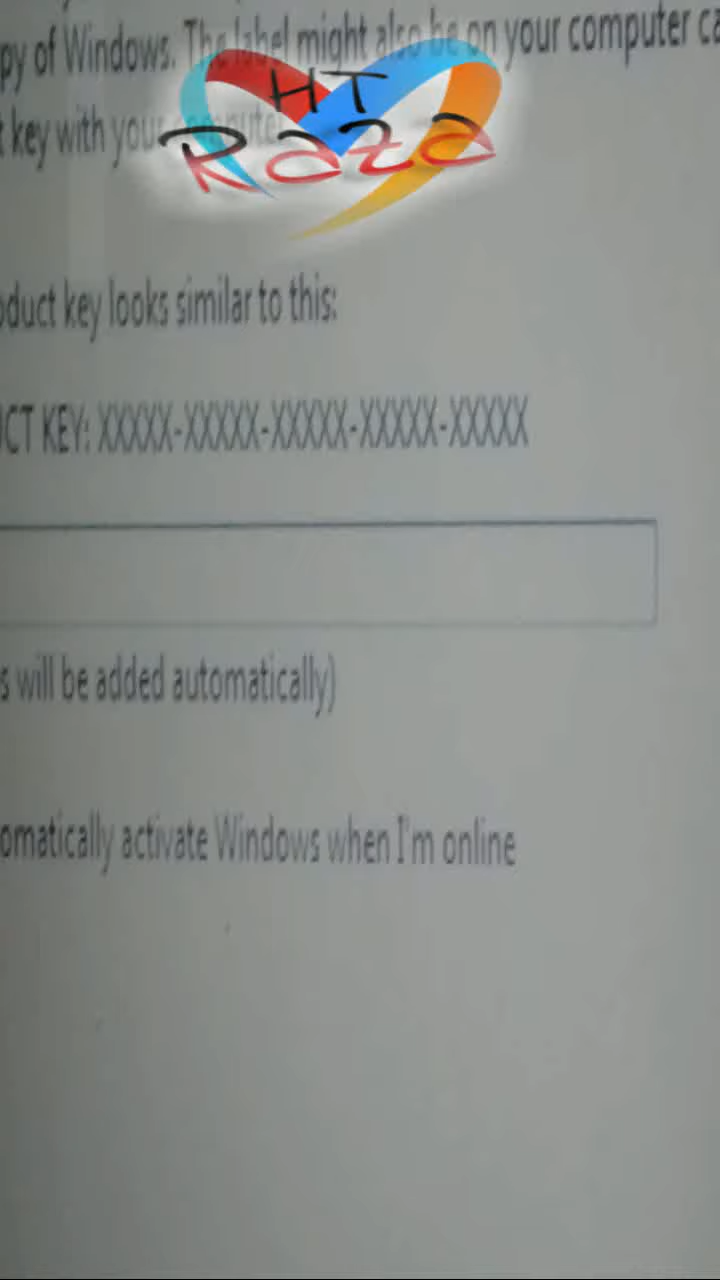 py of Windows. The label might also be on your computer ca
t key with your compute
HT
Raza
oduct key looks similar to this:
UCT KEY: XXXXX-XXXXX-XXXXX-XXXXX-XXXXX
s will be added automatically)
omatically activate Windows when I'm online